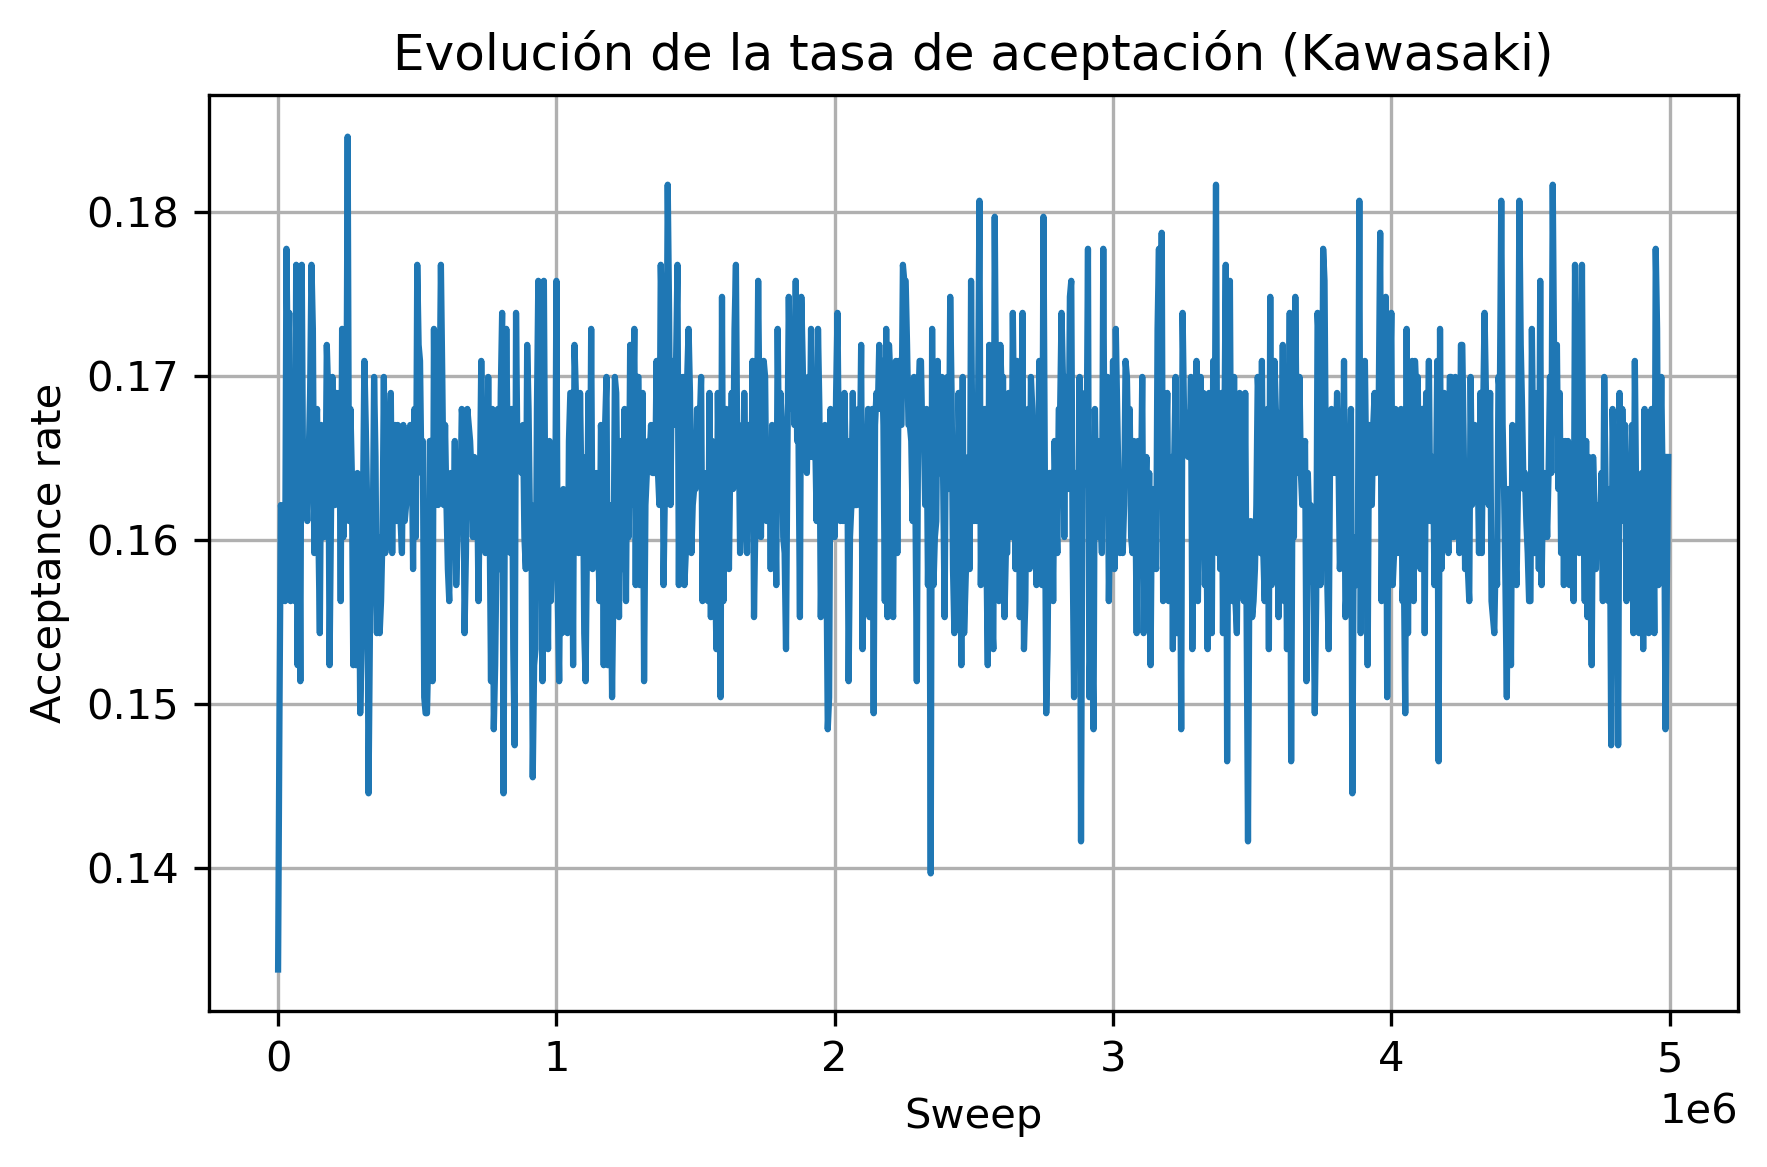 Evolución de la tasa de aceptación (Kawasaki)
Acceptance rate
0.18
0.17
0.16
0.15
0.14
0 1 2 3 4 5
1e6
Sweep